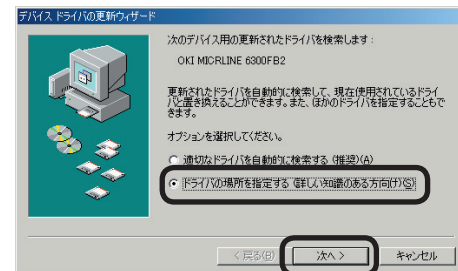 デバイス ドライバの更新ウィザード
次のデバイス用の更新されたドライバを検索します:
OKI MICRLINE 6300FB2
更新されたドライバを自動的に検索して、現在使用されているドライ
バと置き換えることができます。また、ほかのドライバを指定することもで
きます。
オプションを選択してください。
適切なドライバを自動的に検索する (推奨)(A)
ドライバの場所を指定する (詳しい知識のある方向け)(S)
< 戻る(B)
次へ >
キャンセル